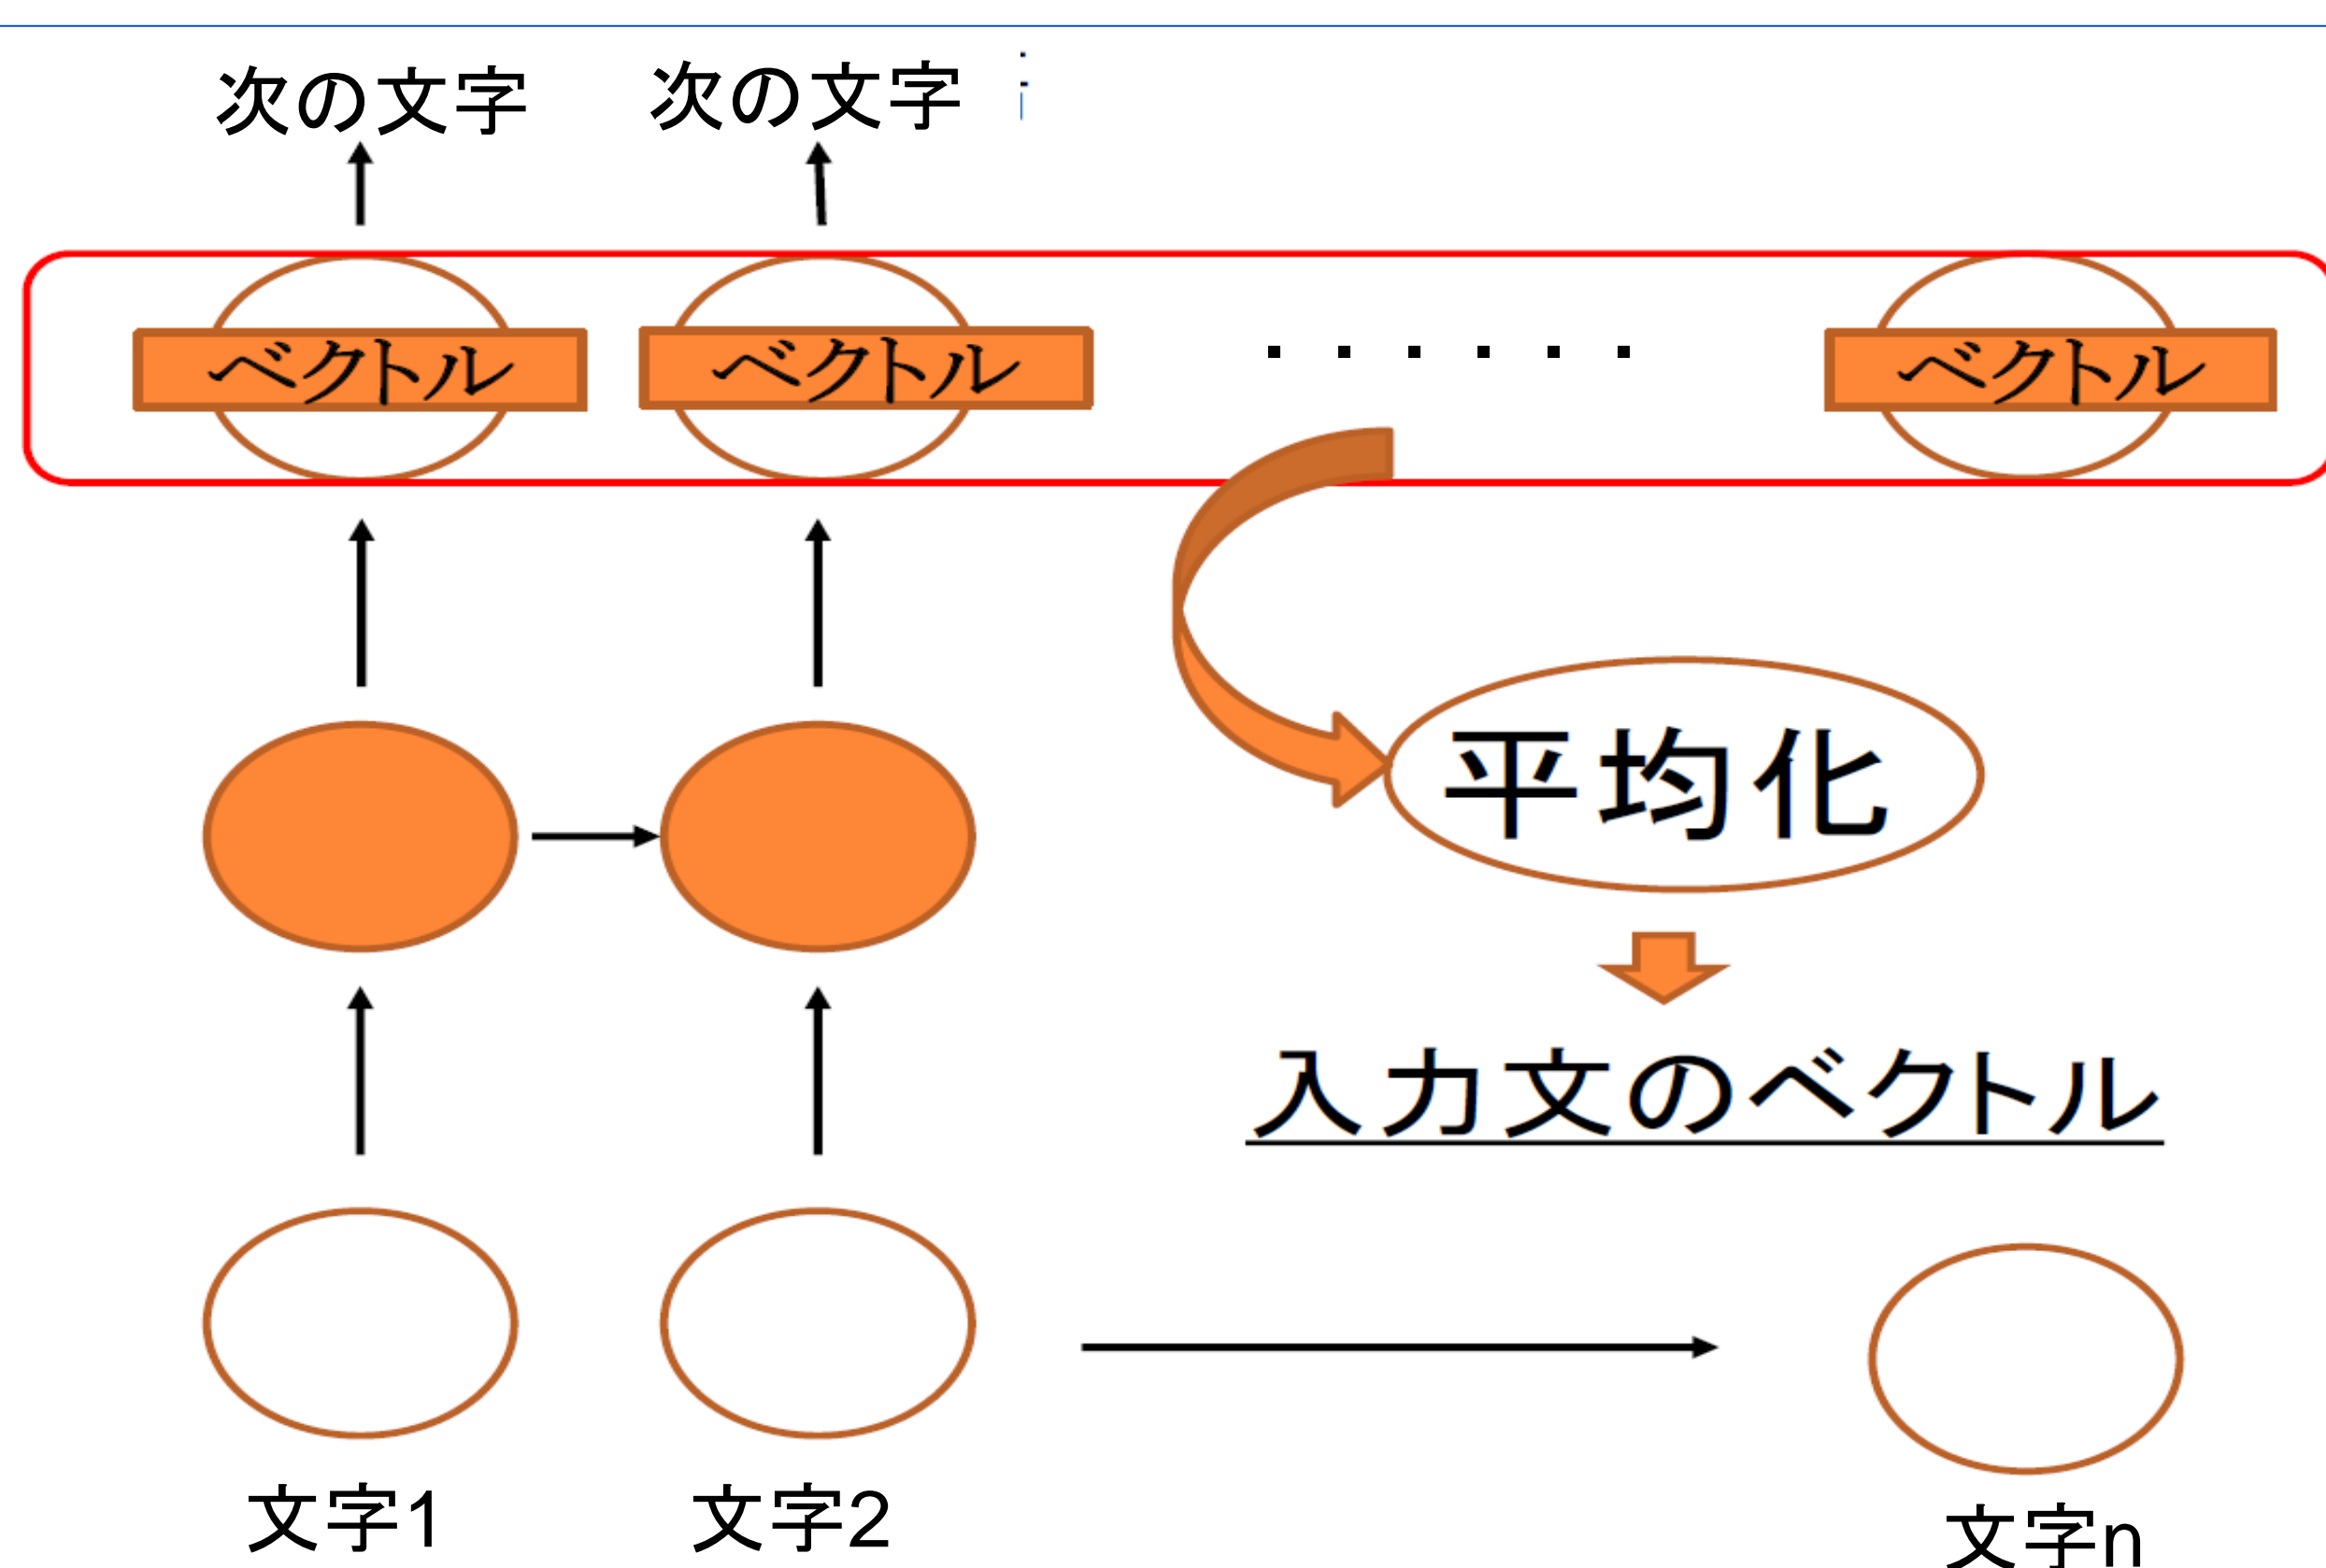 次の文字 次の文字
ベクトル ベクトル ...... ベクトル
平均化
入力文のベクトル
文字1 文字2 文字n